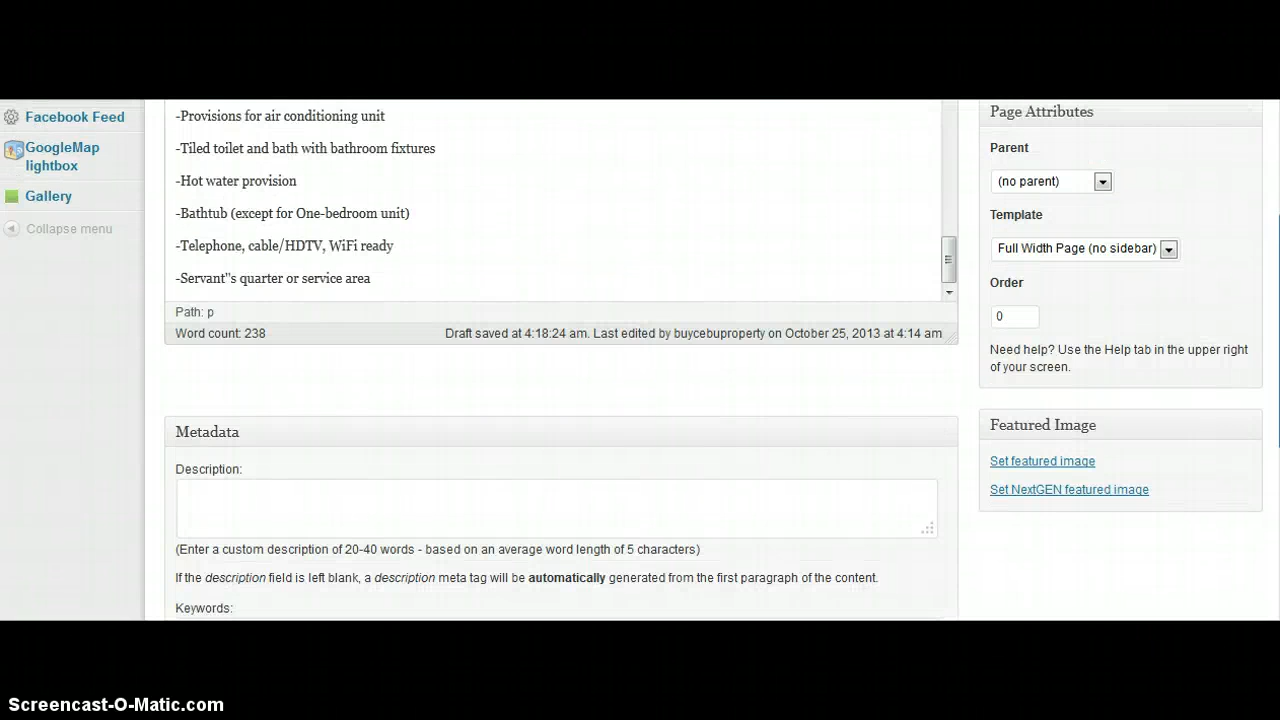 Facebook Feed
GoogleMap
lightbox
Gallery
Collapse menu
-Provisions for air conditioning unit
-Tiled toilet and bath with bathroom fixtures
-Hot water provision
-Bathtub (except for One-bedroom unit)
-Telephone, cable/HDTV, WiFi ready
-Servant"s quarter or service area
Path: p
Word count: 238
Draft saved at 4:18:24 am. Last edited by buycebuproperty on October 25, 2013 at 4:14 am
Metadata
Description:
(Enter a custom description of 20-40 words - based on an average word length of 5 characters)
If the description field is left blank, a description meta tag will be automatically generated from the first paragraph of the content.
Keywords:
Page Attributes
Parent
(no parent)
Template
Full Width Page (no sidebar)
Order
0
Need help? Use the Help tab in the upper right
of your screen.
Featured Image
Set featured image
Set NextGEN featured image
Screencast-O-Matic.com